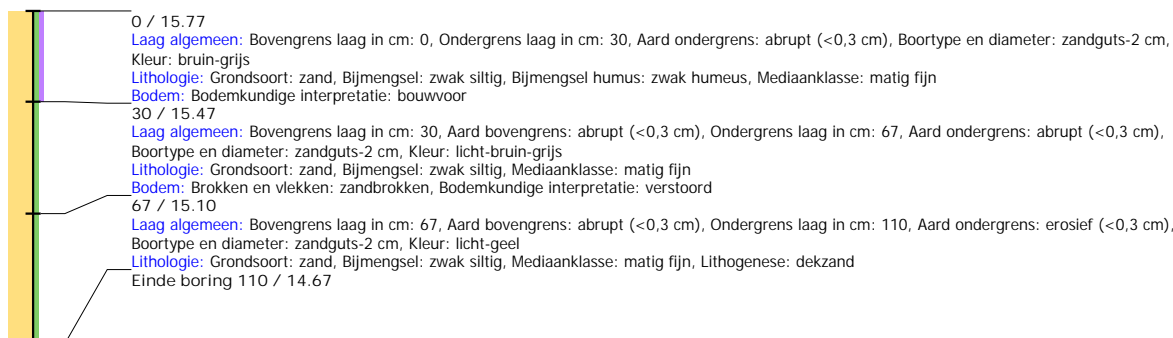 0 / 15.77
Laag algemeen: Bovengrens laag in cm: 0, Ondergrens laag in cm: 30, Aard ondergrens: abrupt (<0,3 cm), Boortype en diameter: zandguts-2 cm,
Kleur: bruin-grijs
Lithologie: Grondsoort: zand, Bijmengsel: zwak siltig, Bijmengsel humus: zwak humeus, Mediaanklasse: matig fijn
Bodem: Bodemkundige interpretatie: bouwvoor
30 / 15.47
Laag algemeen: Bovengrens laag in cm: 30, Aard bovengrens: abrupt (<0,3 cm), Ondergrens laag in cm: 67, Aard ondergrens: abrupt (<0,3 cm),
Boortype en diameter: zandguts-2 cm, Kleur: licht-bruin-grijs
Lithologie: Grondsoort: zand, Bijmengsel: zwak siltig, Mediaanklasse: matig fijn
Bodem: Brokken en vlekken: zandbrokken, Bodemkundige interpretatie: verstoord
67 / 15.10
Laag algemeen: Bovengrens laag in cm: 67, Aard bovengrens: abrupt (<0,3 cm), Ondergrens laag in cm: 110, Aard ondergrens: erosief (<0,3 cm),
Boortype en diameter: zandguts-2 cm, Kleur: licht-geel
Lithologie: Grondsoort: zand, Bijmengsel: zwak siltig, Mediaanklasse: matig fijn, Lithogenese: dekzand
Einde boring 110 / 14.67